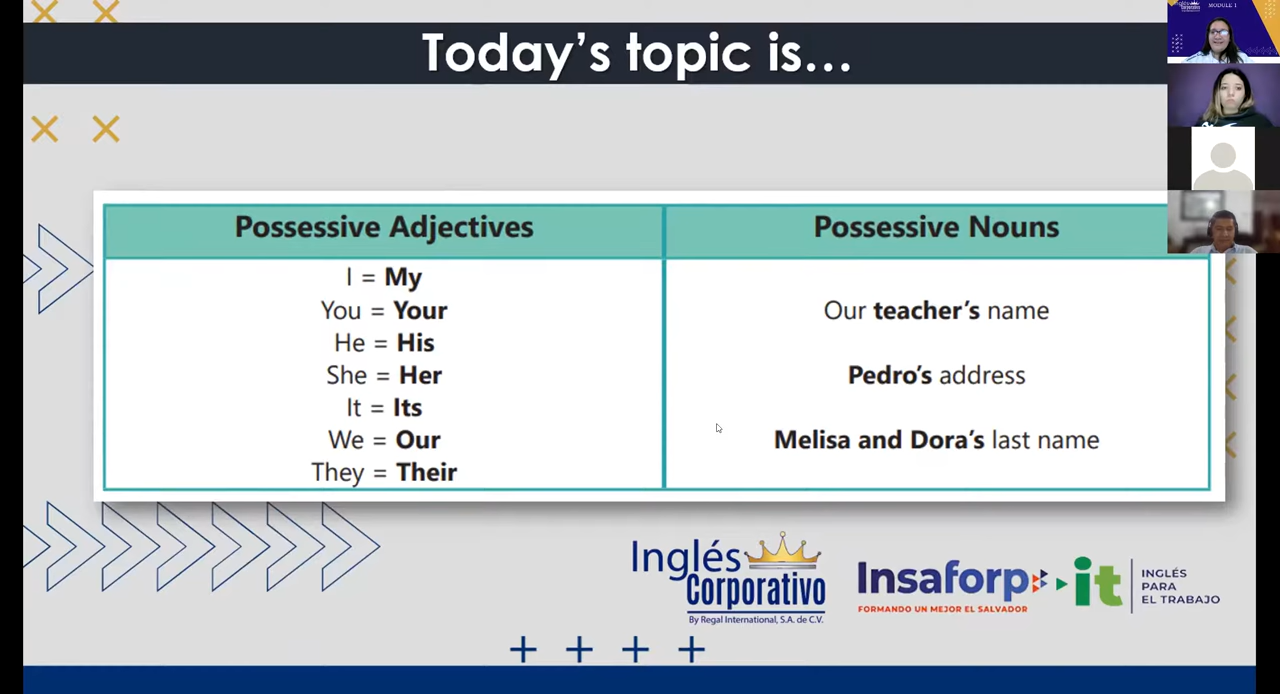 Today's topic is...
MODULE 1
Possessive Adjectives
I = My
You = Your
He = His
She = Her
It = Its
We = Our
They = Their
Possessive Nouns
Our teacher's name
Pedro's address
Melisa and Dora's last name
Inglés
Corporativo
By Regal International, S.A. de C.V.
Insaforp
FORMANDO UN MEJOR EL SALVADOR
it
INGLÉS
PARA
EL TRABAJO